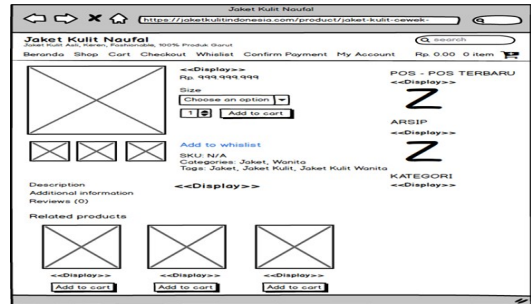 Jaket Kulit Naufal
https://jaketkulitindonesia.com/product/jaket-kulit-cewek-
Jaket Kulit Naufal
Jaket Kulit Asli, Keren, Fashionable, 100% Produk Garut
search
Beranda Shop Cart Checkout Whislist Confirm Payment My Account Rp. 0.00 0 item
<<Display>>
Rp. 999.999.999
Size
Choose an option
1 Add to cart
Add to whislist
SKU: N/A
Categories: Jaket, Wanita
Tags: Jaket, Jaket Kulit, Jaket Kulit Wanita
POS - POS TERBARU
<<Display>>
Z
ARSIP
<<Display>>
Z
KATEGORI
<<Display>>
Description
Additional information
Reviews (0)
<<Display>>
Related products
<<Display>> <<Display>> <<Display>>
Add to cart Add to cart Add to cart